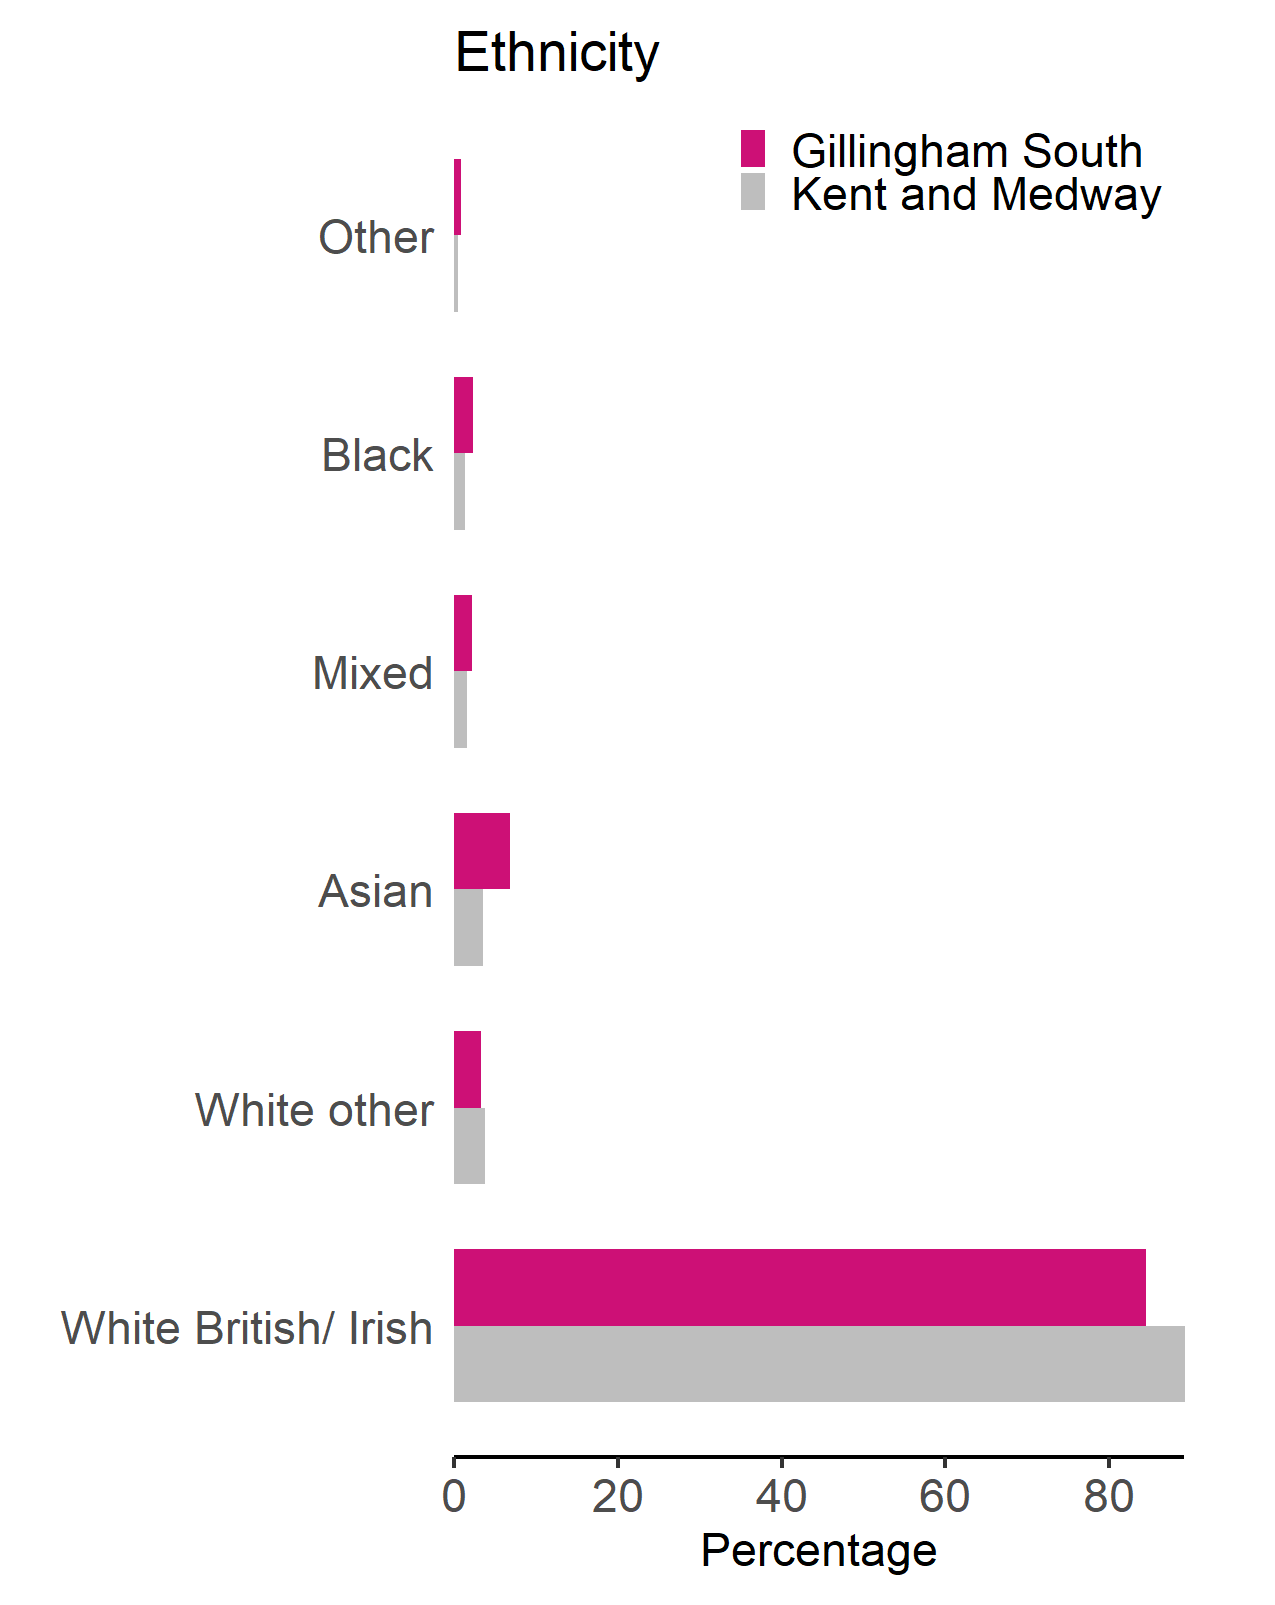 Ethnicity
Gillingham South
Kent and Medway
Other
Black
Mixed
Asian
White other
White British/ Irish
0 20 40 60 80
Percentage